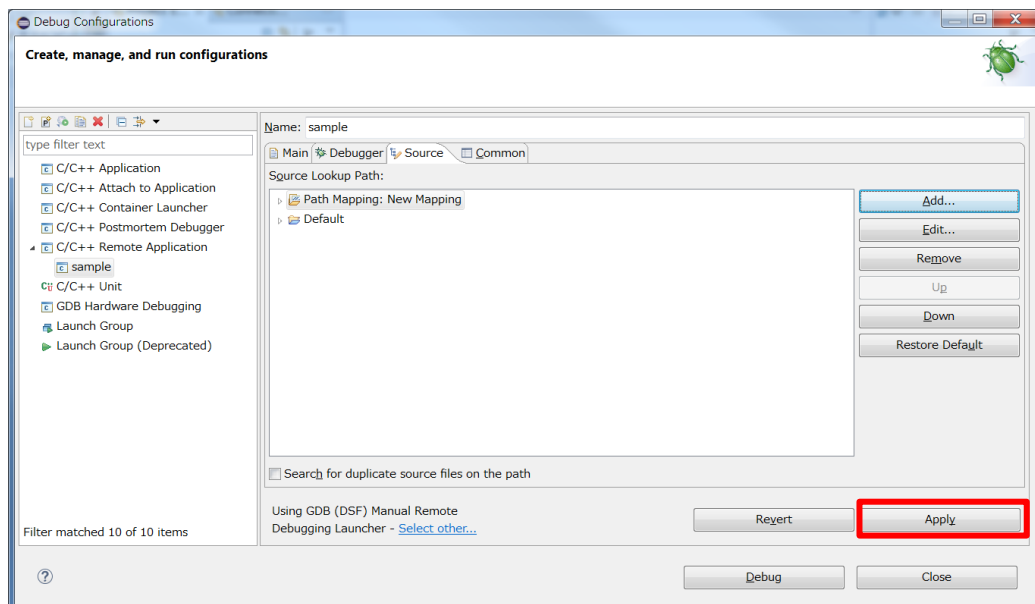 Debug Configurations
Create, manage, and run configurations
type filter text
C/C++ Application
C/C++ Attach to Application
C/C++ Container Launcher
C/C++ Postmortem Debugger
C/C++ Remote Application
sample
C/C++ Unit
GDB Hardware Debugging
Launch Group
Launch Group (Deprecated)
Filter matched 10 of 10 items
Name: sample
Main Debugger Source Common
Source Lookup Path:
Path Mapping: New Mapping
Default
Add...
Edit...
Remove
Up
Down
Restore Default
Search for duplicate source files on the path
Using GDB (DSF) Manual Remote
Debugging Launcher - Select other...
Revert Apply
Debug Close